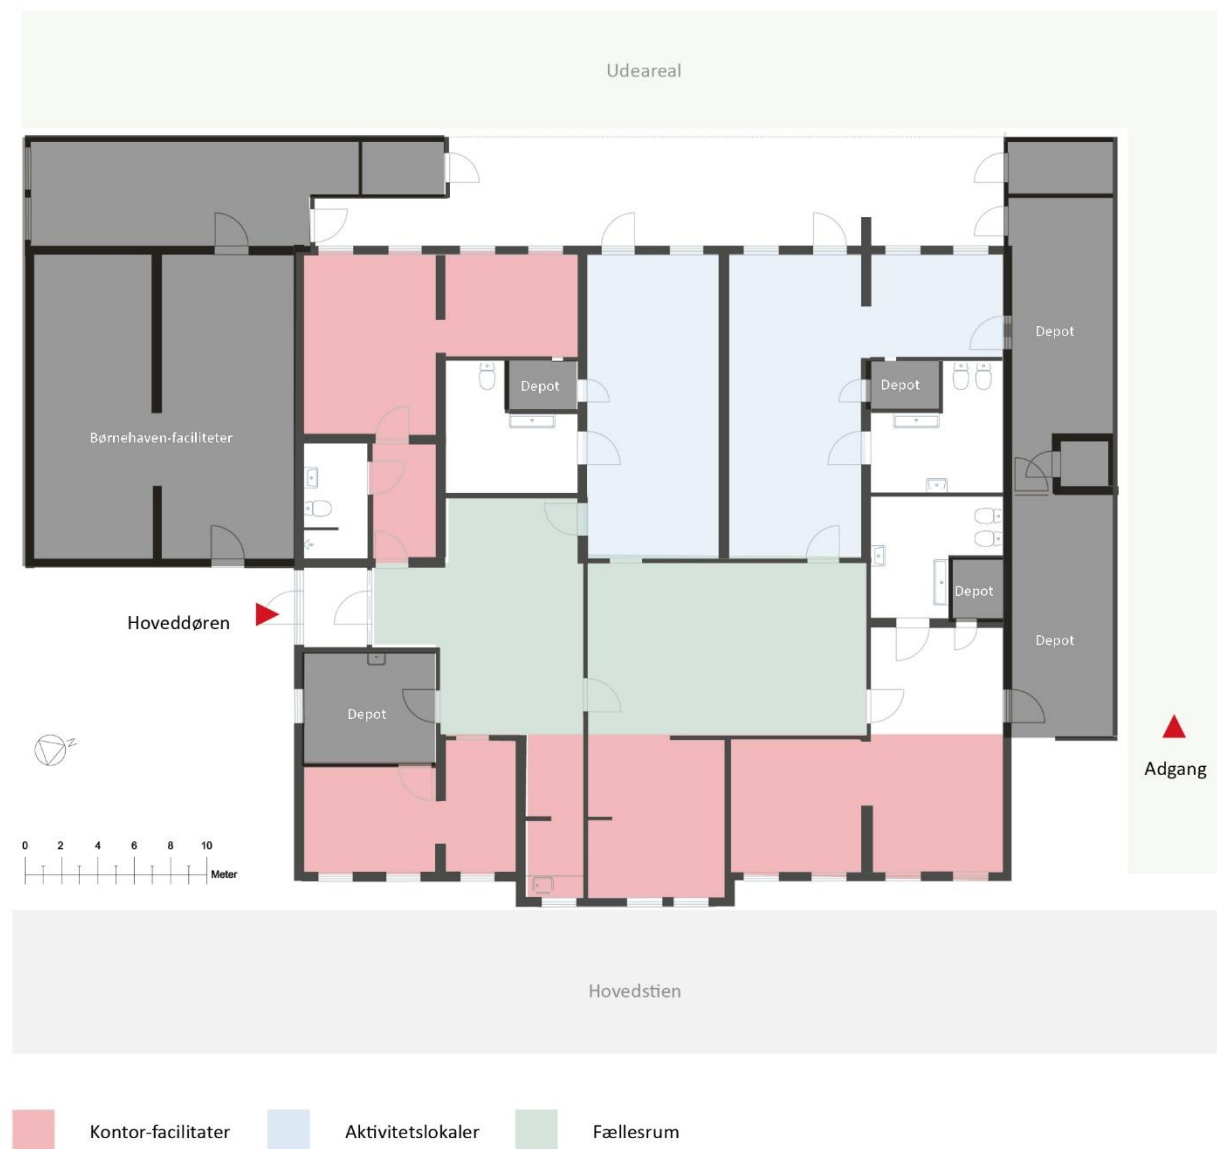 Udeareal
Depot
Depot
Depot
Børnehaven-faciliteter
Depot
Hoveddøren
Depot
Depot
N
Adgang
0 2 4 6 8 10
Meter
Hovedstien
Kontor-facilitater
Aktivitetslokaler
Fællesrum